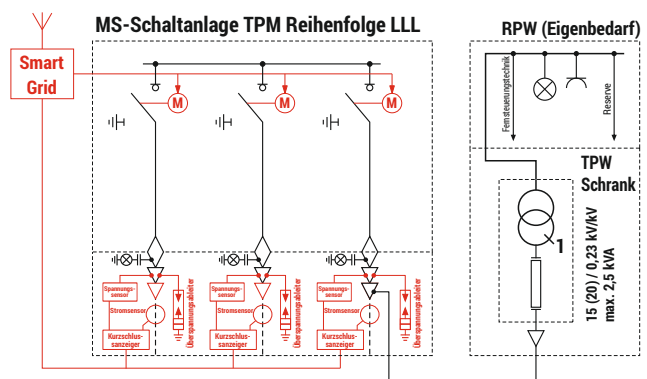 MS-Schaltanlage TPM Reihenfolge LLL
RPW (Eigenbedarf)
Smart
Grid
M
M
M
Fernsteuerungstechnik
Reserve
TPW
Schrank
1
15 (20) / 0,23 kV/kV
max. 2,5 kVA
Spannungs-
sensor
Stromsensor
Kurzschlus-
sanzeiger
Überspannungsableiter
Spannungs-
sensor
Stromsensor
Kurzschlus-
sanzeiger
Überspannungsableiter
Spannungs-
sensor
Stromsensor
Kurzschlus-
sanzeiger
Überspannungsableiter